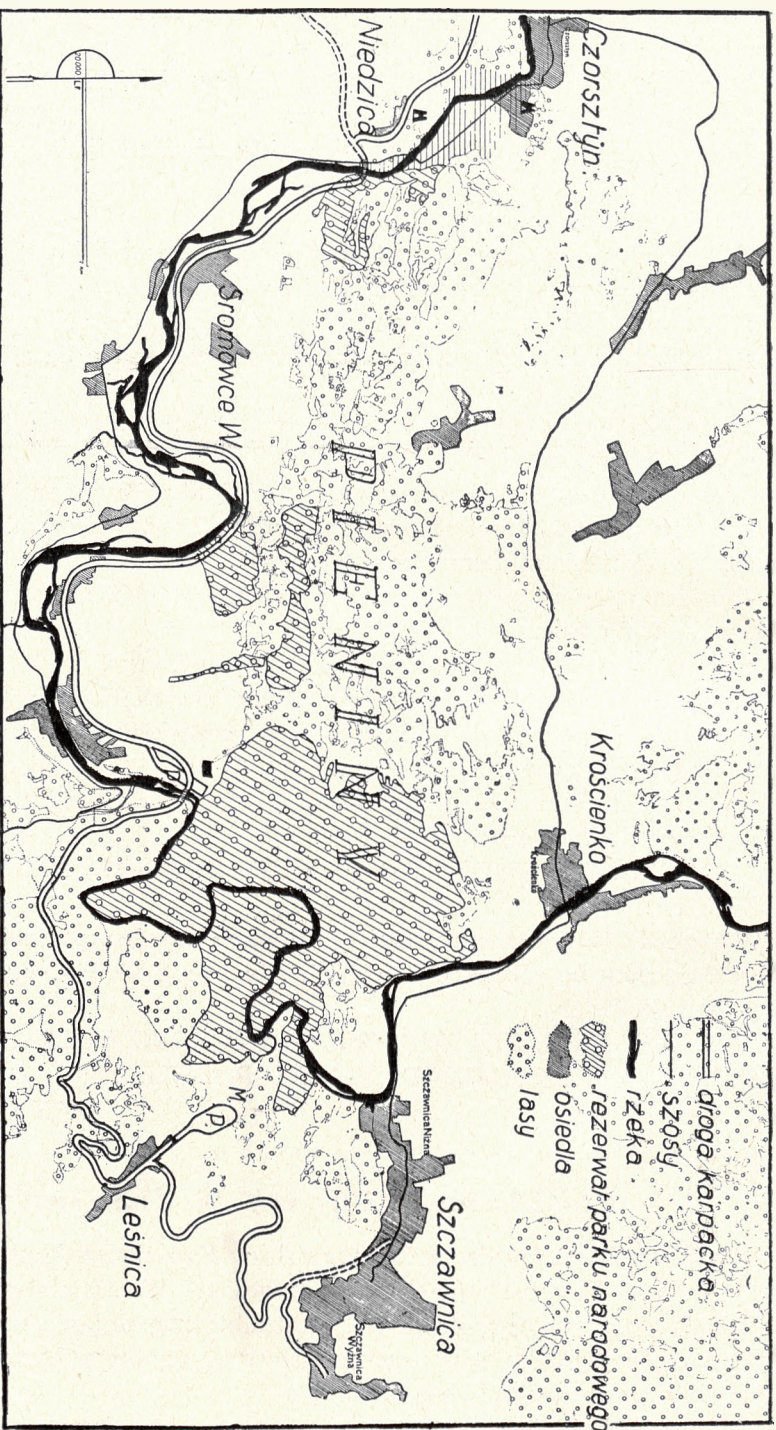 Czorsztyn
Niedzica
Sromowce W.
PIENINY
Krościenko
Krościenko
Szczawnica Niżna
Szczawnica
Szczawnica
Wyżna
Leśnica
M.
P
P
droga karpacka
szosy
rzeka
rezerwat parku narodowego
osiedla
lasy